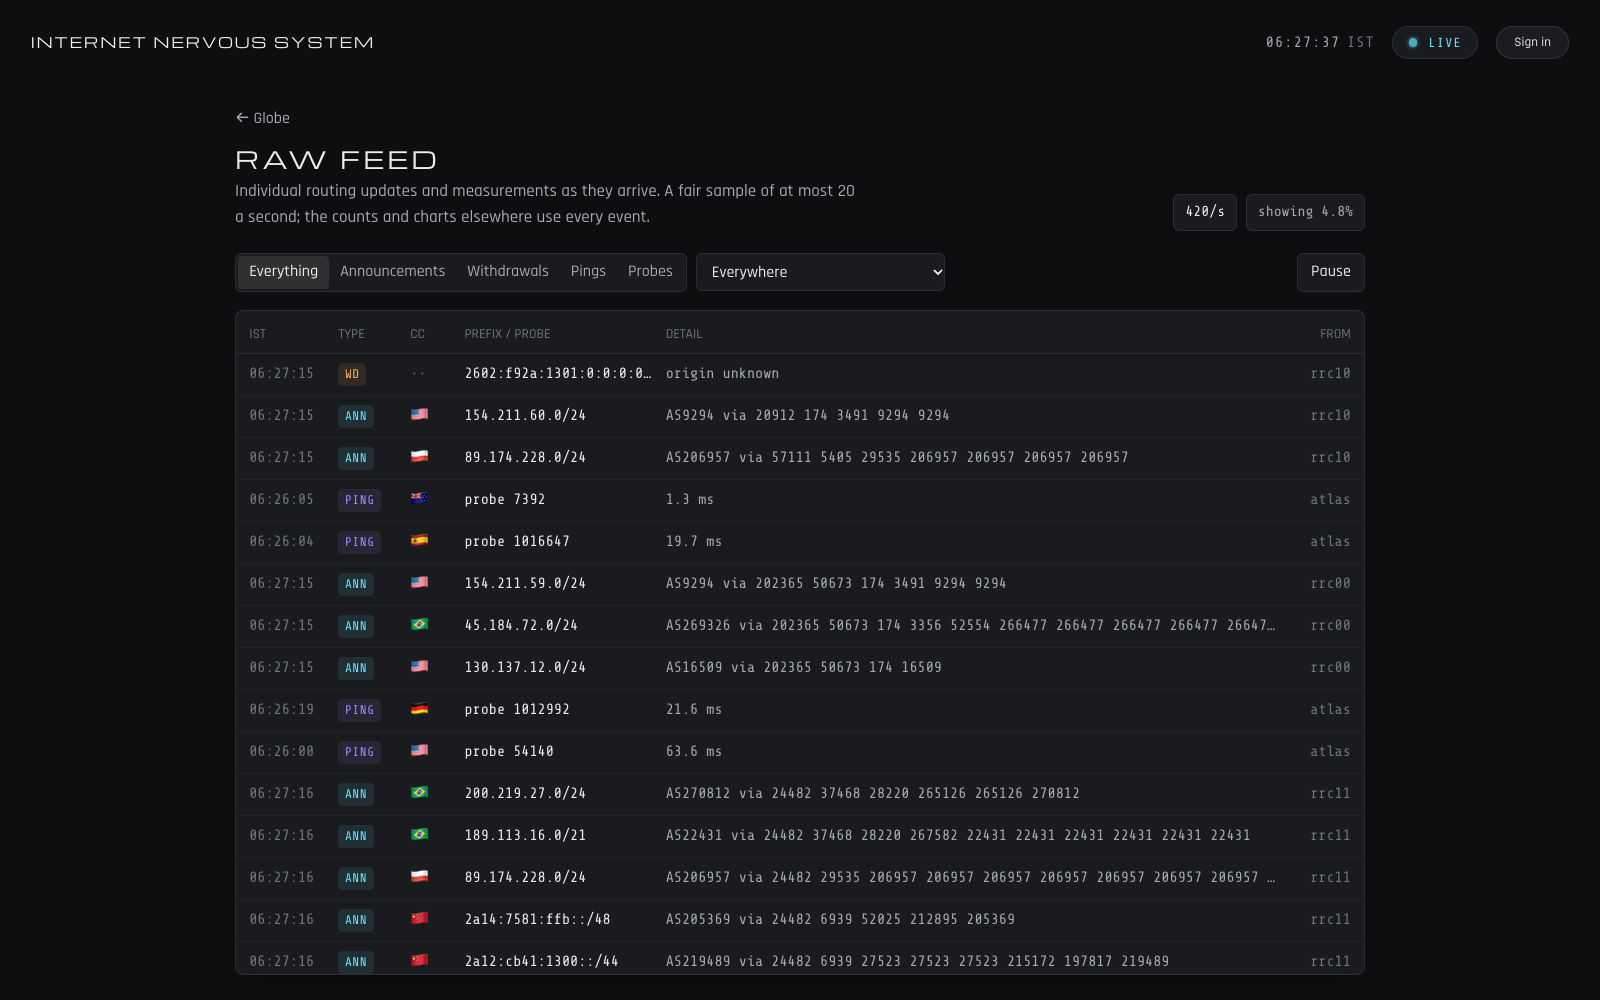 INTERNET NERVOUS SYSTEM
06:27:37 IST LIVE Sign in
← Globe
RAW FEED
Individual routing updates and measurements as they arrive. A fair sample of at most 20
a second; the counts and charts elsewhere use every event.
420/s showing 4.8%
Everything Announcements Withdrawals Pings Probes Everywhere Pause
IST TYPE CC PREFIX / PROBE DETAIL FROM
06:27:15 WD ·· 2602:f92a:1301:0:0:0:0… origin unknown rrc10
06:27:15 ANN 154.211.60.0/24 AS9294 via 20912 174 3491 9294 9294 rrc10
06:27:15 ANN 89.174.228.0/24 AS206957 via 57111 5405 29535 206957 206957 206957 206957 rrc10
06:26:05 PING probe 7392 1.3 ms atlas
06:26:04 PING probe 1016647 19.7 ms atlas
06:27:15 ANN 154.211.59.0/24 AS9294 via 202365 50673 174 3491 9294 9294 rrc00
06:27:15 ANN 45.184.72.0/24 AS269326 via 202365 50673 174 3356 52554 266477 266477 266477 266477 26647… rrc00
06:27:15 ANN 130.137.12.0/24 AS16509 via 202365 50673 174 16509 rrc00
06:26:19 PING probe 1012992 21.6 ms atlas
06:26:00 PING probe 54140 63.6 ms atlas
06:27:16 ANN 200.219.27.0/24 AS270812 via 24482 37468 28220 265126 265126 270812 rrc11
06:27:16 ANN 189.113.16.0/21 AS22431 via 24482 37468 28220 267582 22431 22431 22431 22431 22431 22431 rrc11
06:27:16 ANN 89.174.228.0/24 AS206957 via 24482 29535 206957 206957 206957 206957 206957 206957 206957 … rrc11
06:27:16 ANN 2a14:7581:ffb::/48 AS205369 via 24482 6939 52025 212895 205369 rrc11
06:27:16 ANN 2a12:cb41:1300::/44 AS219489 via 24482 6939 27523 27523 27523 215172 197817 219489 rrc11